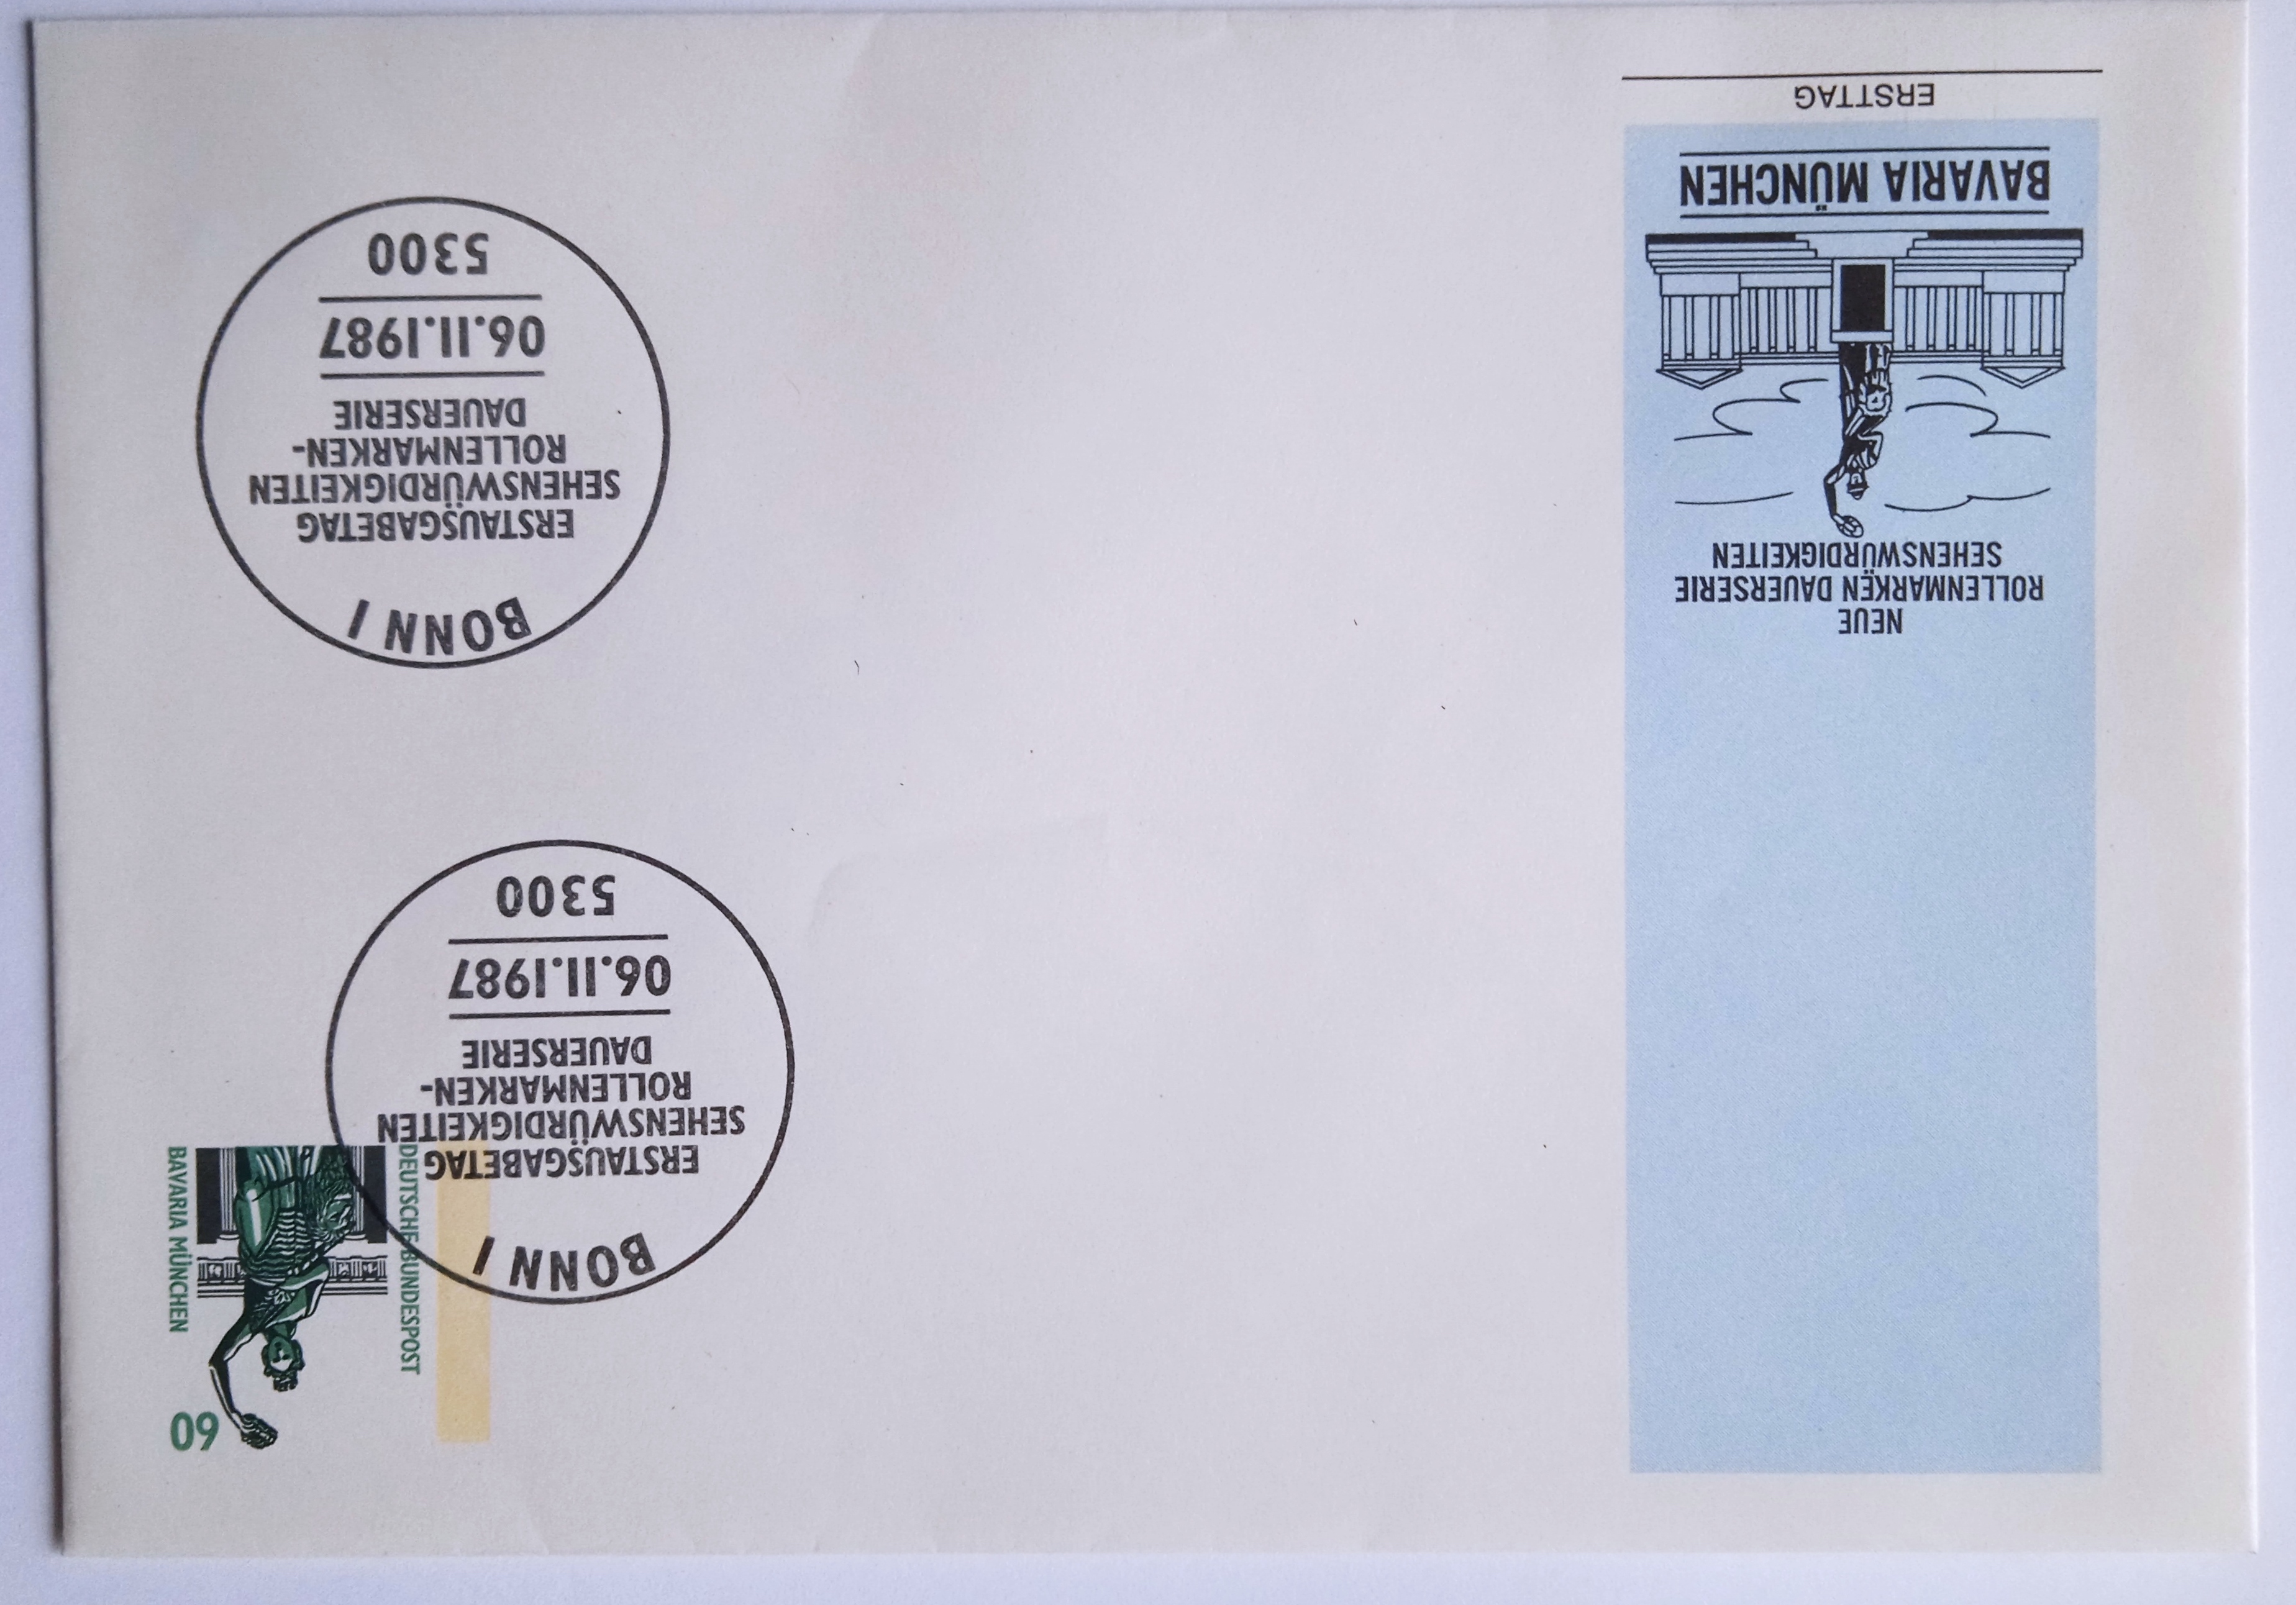 60
DEUTSCHE BUNDESPOST
BAVARIA MÜNCHEN
BONN 1
ERSTAUSGABETAG
SEHENSWÜRDIGKEITEN
ROLLENMARKEN-
DAUERSERIE
06.11.1987
5300
BONN 1
ERSTAUSGABETAG
SEHENSWÜRDIGKEITEN
ROLLENMARKEN-
DAUERSERIE
06.11.1987
5300
NEUE
ROLLENMARKEN DAUERSERIE
SEHENSWÜRDIGKEITEN
BAVARIA MÜNCHEN
ERSTTAG